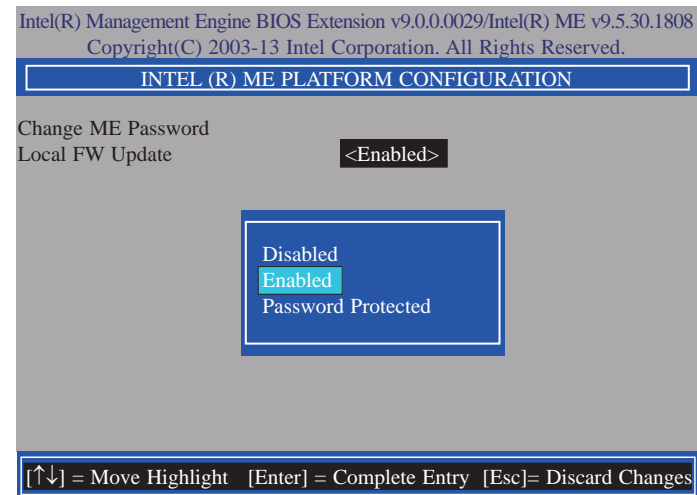 Intel(R) Management Engine BIOS Extension v9.0.0.0029/Intel(R) ME v9.5.30.1808
Copyright(C) 2003-13 Intel Corporation. All Rights Reserved.
INTEL (R) ME PLATFORM CONFIGURATION
Change ME Password
Local FW Update <Enabled>
Disabled
Enabled
Password Protected
[↑↓] = Move Highlight [Enter] = Complete Entry [Esc]= Discard Changes